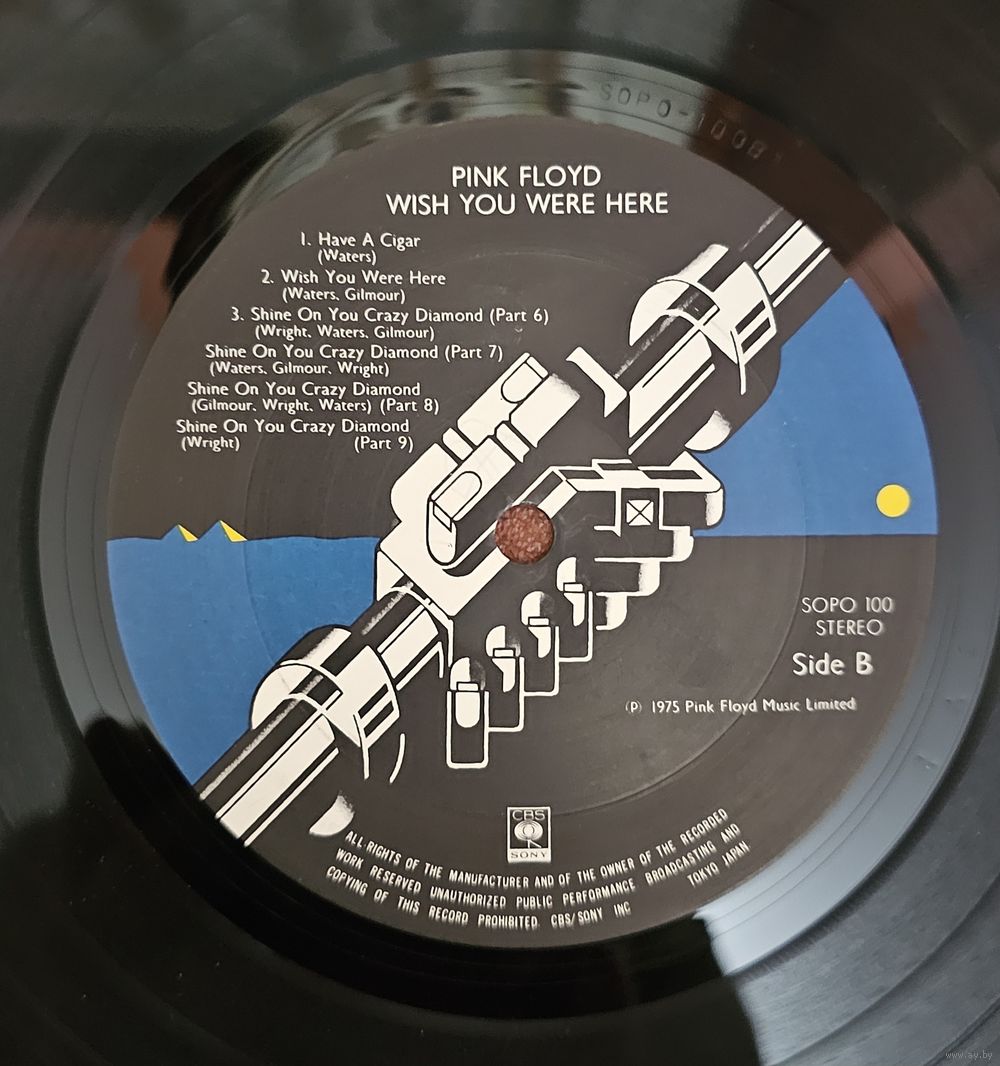 SOPO-100B
PINK FLOYD
WISH YOU WERE HERE
1. Have A Cigar
(Waters)
2. Wish You Were Here
(Waters, Gilmour)
3. Shine On You Crazy Diamond (Part 6)
(Wright, Waters, Gilmour)
Shine On You Crazy Diamond (Part 7)
(Waters, Gilmour, Wright)
Shine On You Crazy Diamond
(Gilmour, Wright, Waters) (Part 8)
Shine On You Crazy Diamond
(Wright) (Part 9)
SOPO 100
STEREO
Side B
Ⓟ 1975 Pink Floyd Music Limited
CBS
SONY
ALL RIGHTS OF THE MANUFACTURER AND OF THE OWNER OF THE RECORDED
WORK RESERVED UNAUTHORIZED PUBLIC PERFORMANCE BROADCASTING AND
COPYING OF THIS RECORD PROHIBITED. CBS/SONY INC TOKYO JAPAN
www.ay.by